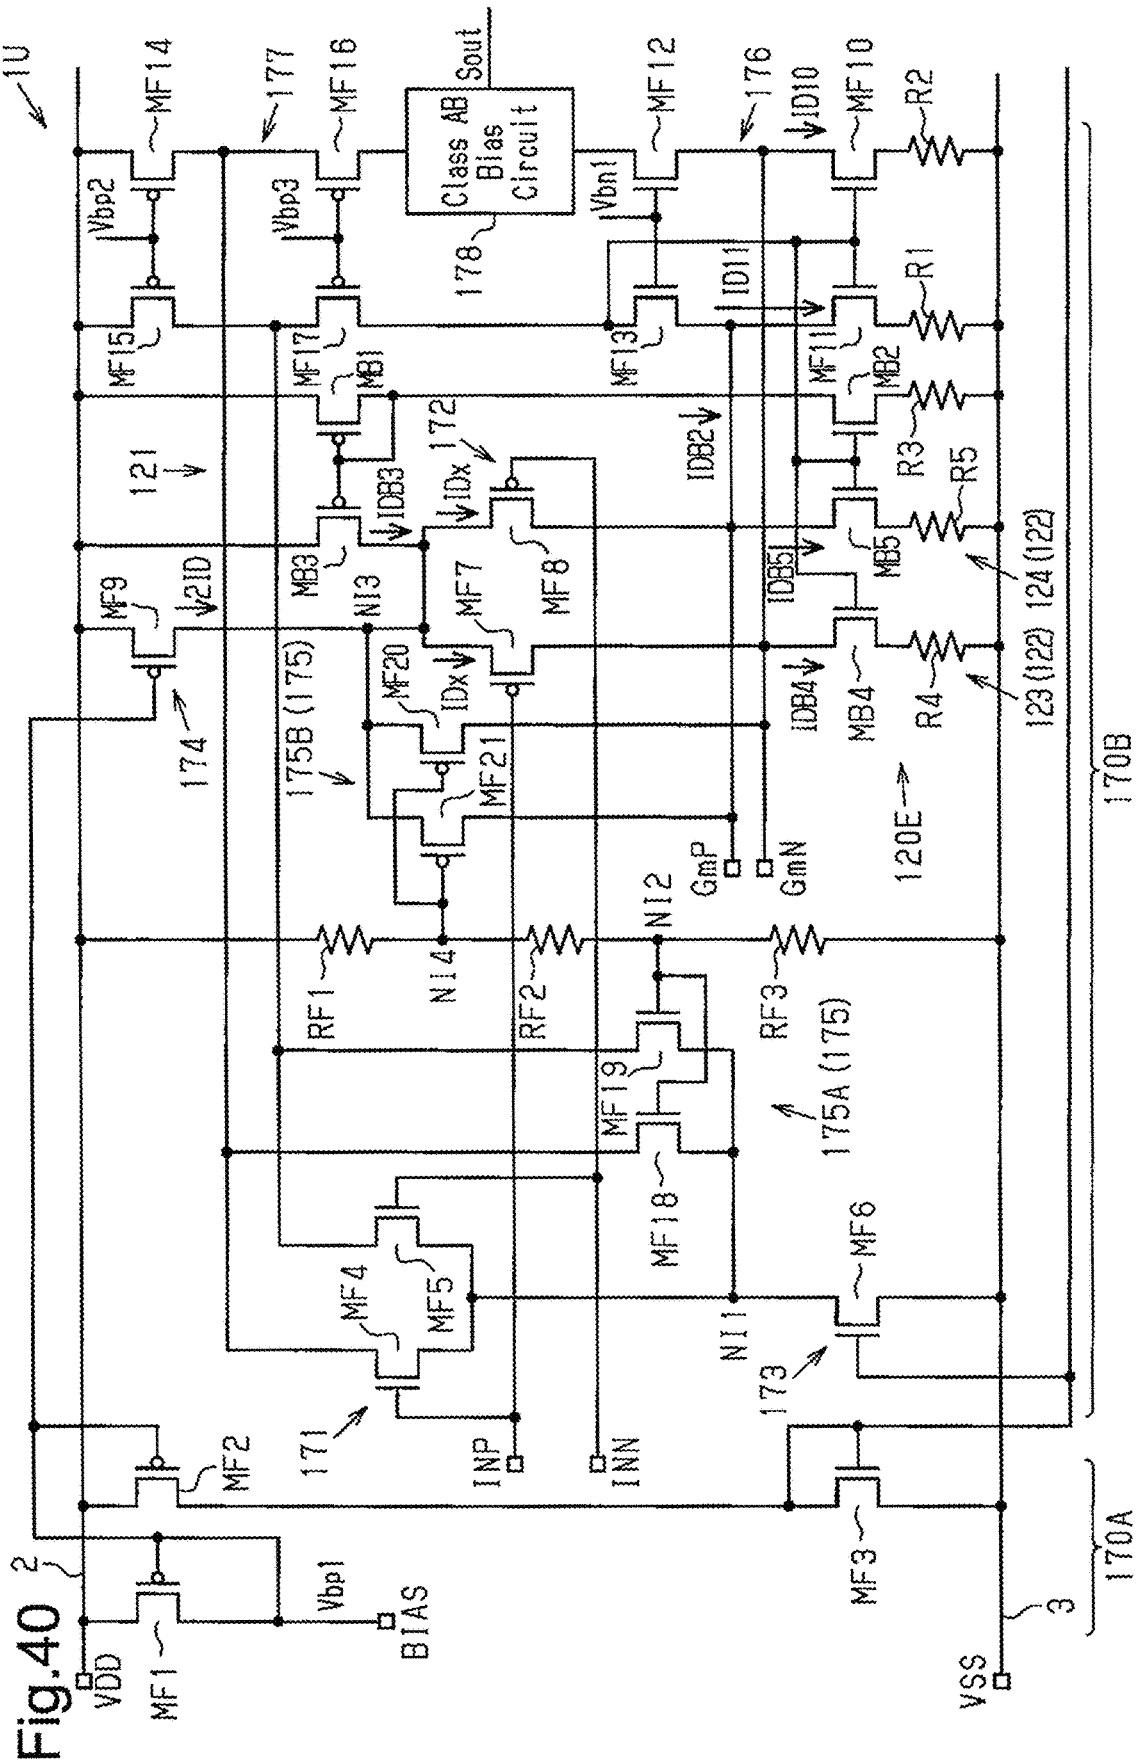 Fig.40
1U
VDD
2
MF1
Vbp1
BIAS
MF2
MF3
VSS
3
170A
INP
INN
171
MF4
MF5
173
MF6
NI1
MF18
MF19
175A (175)
RF1
NI4
RF2
NI2
RF3
GmP
GmN
120E
174
MF9
2ID
NI3
175B (175)
MF20
MF21
IDx
MF7
MF8
IDx
172
121
MB3
IDB3
MB1
IDB2
IDB4
MB4
R4
123 (122)
IDB5
MB5
R5
124 (122)
MB2
R3
MF15
Vbp2
MF14
177
MF17
Vbp3
MF16
Class AB
Bias
Circuit
Sout
178
MF13
Vbn1
MF12
176
ID11
MF11
R1
ID10
MF10
R2
170B